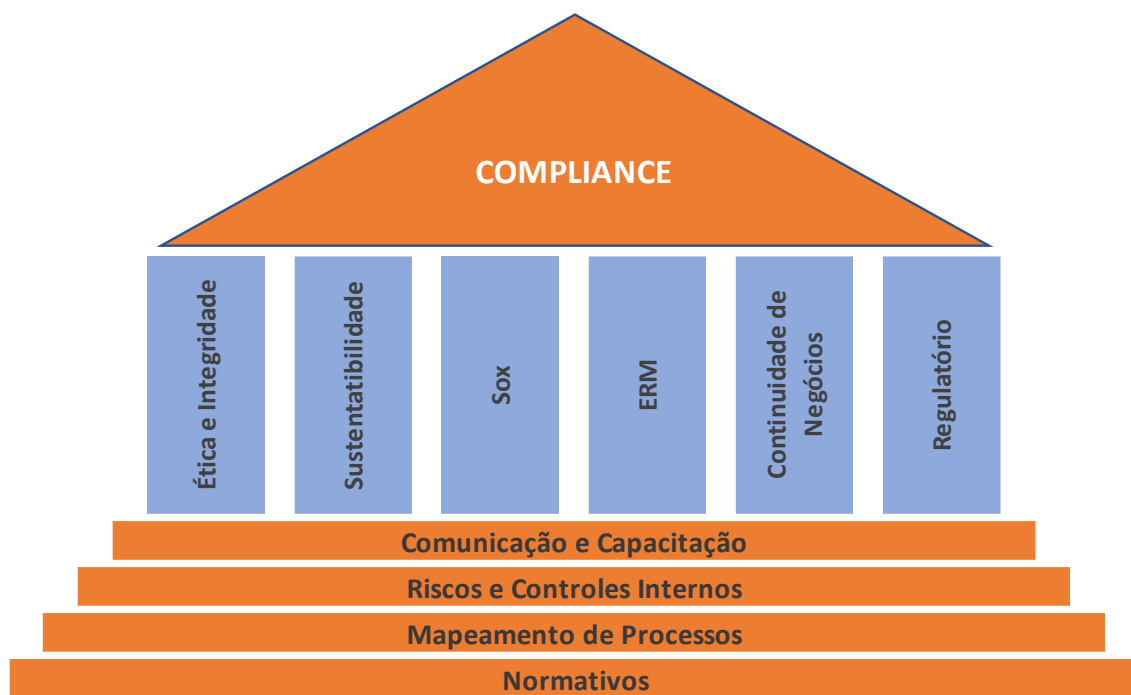 COMPLIANCE
Ética e Integridade
Sustentatibilidade
Sox
ERM
Continuidade de
Negócios
Regulatório
Comunicação e Capacitação
Riscos e Controles Internos
Mapeamento de Processos
Normativos